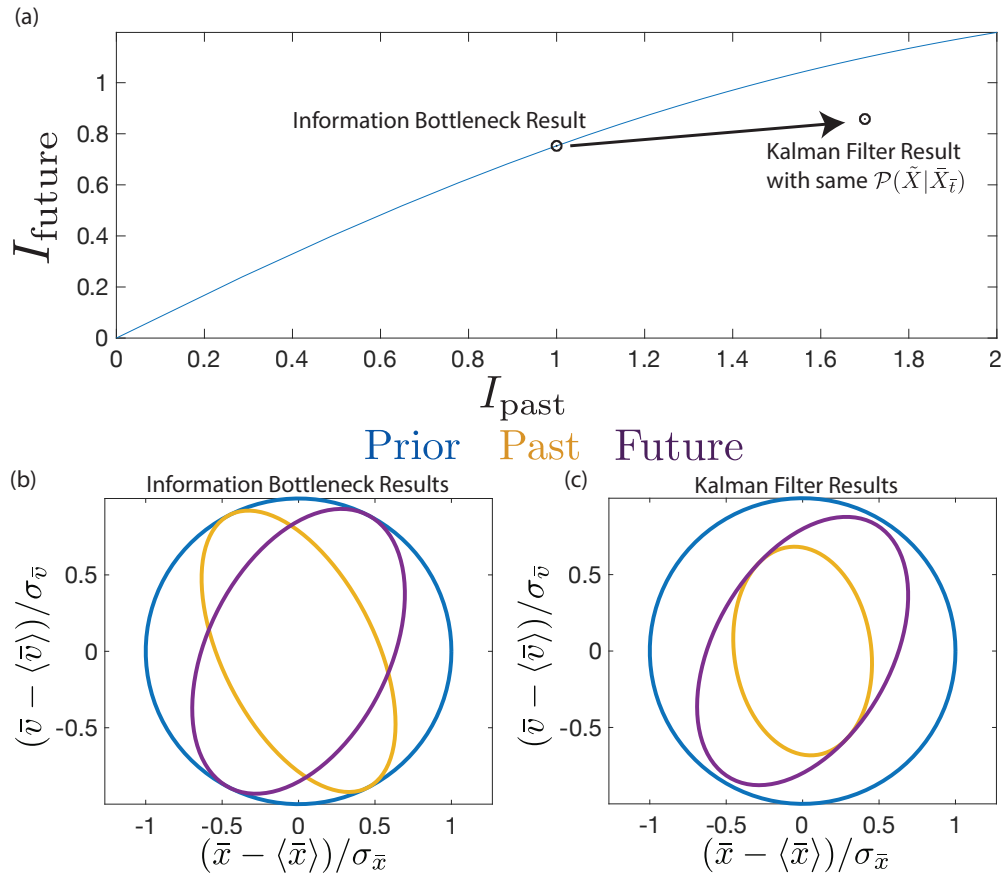 (a)
I_future
1
0.8
0.6
0.4
0.2
0
Information Bottleneck Result
Kalman Filter Result
with same 𝒫(X̃|X̄_t̄)
0 0.2 0.4 0.6 0.8 1.0 1.2 1.4 1.6 1.8 2
I_past
Prior Past Future
(b)
Information Bottleneck Results
(v̄ − ⟨v̄⟩)/σ_v̄
0.5
0
-0.5
-1 -0.5 0 0.5 1
(x̄ − ⟨x̄⟩)/σ_x̄
(c)
Kalman Filter Results
(v̄ − ⟨v̄⟩)/σ_v̄
0.5
0
-0.5
-1 -0.5 0 0.5 1
(x̄ − ⟨x̄⟩)/σ_x̄